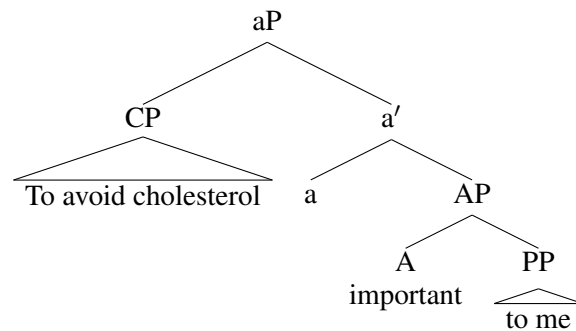 aP
CP a′
To avoid cholesterol a AP
A PP
important to me